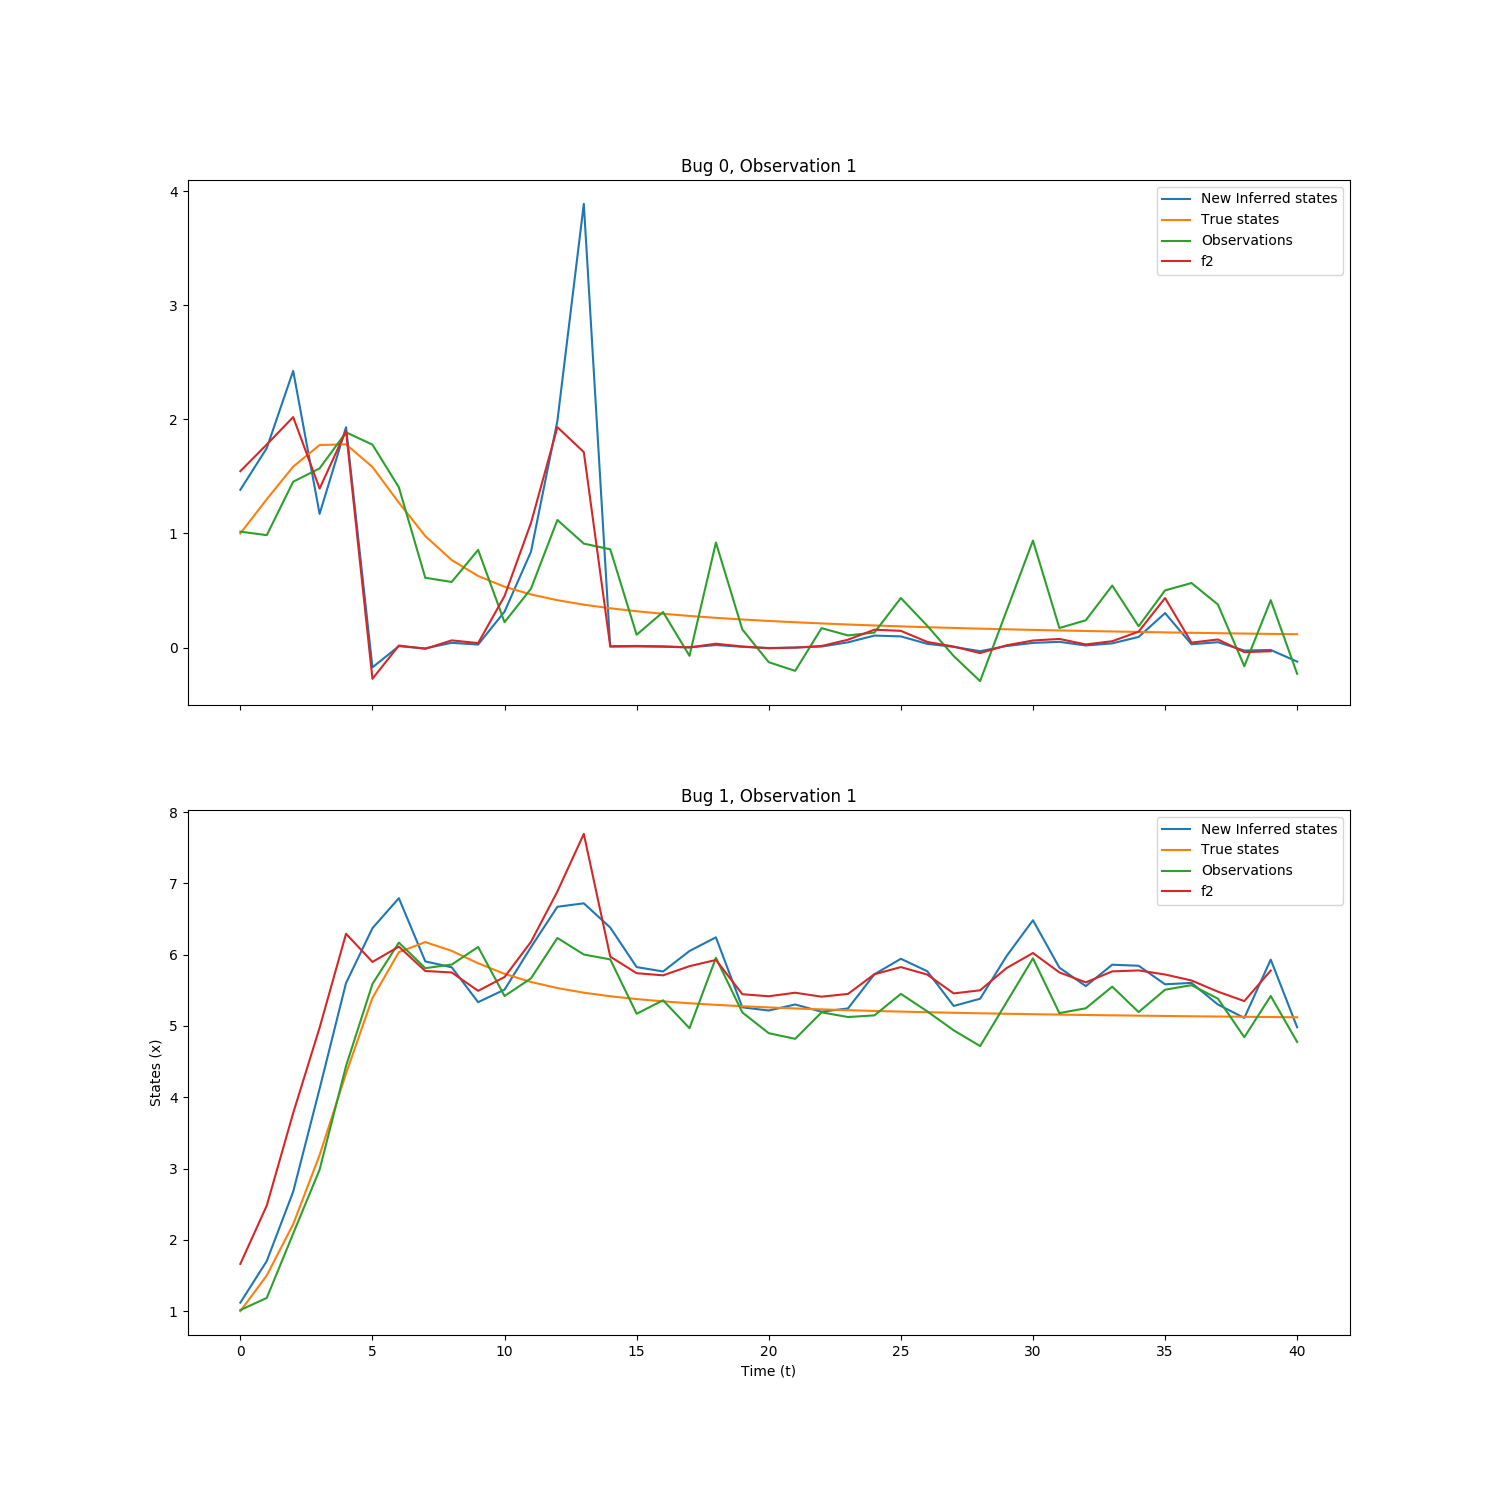 Bug 0, Observation 1
4
3
2
1
0
New Inferred states
True states
Observations
f2
Bug 1, Observation 1
8
7
6
5
4
3
2
1
States (x)
New Inferred states
True states
Observations
f2
0 5 10 15 20 25 30 35 40
Time (t)